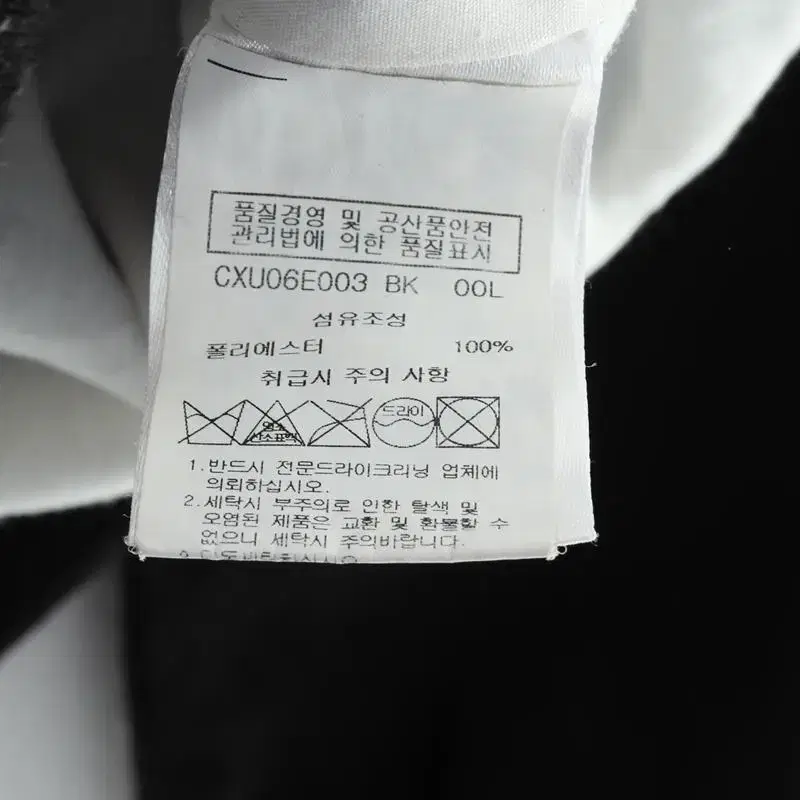 품질경영 및 공산품안전
관리법에 의한 품질표시
CXU06E003 BK 00L
섬유조성
폴리에스터 100%
취급시 주의 사항
드라이
1.반드시 전문드라이크리닝 업체에
의뢰하십시오.
2.세탁시 부주의로 인한 탈색 및
오염된 제품은 교환 및 환불할 수
없으니 세탁시 주의바랍니다.